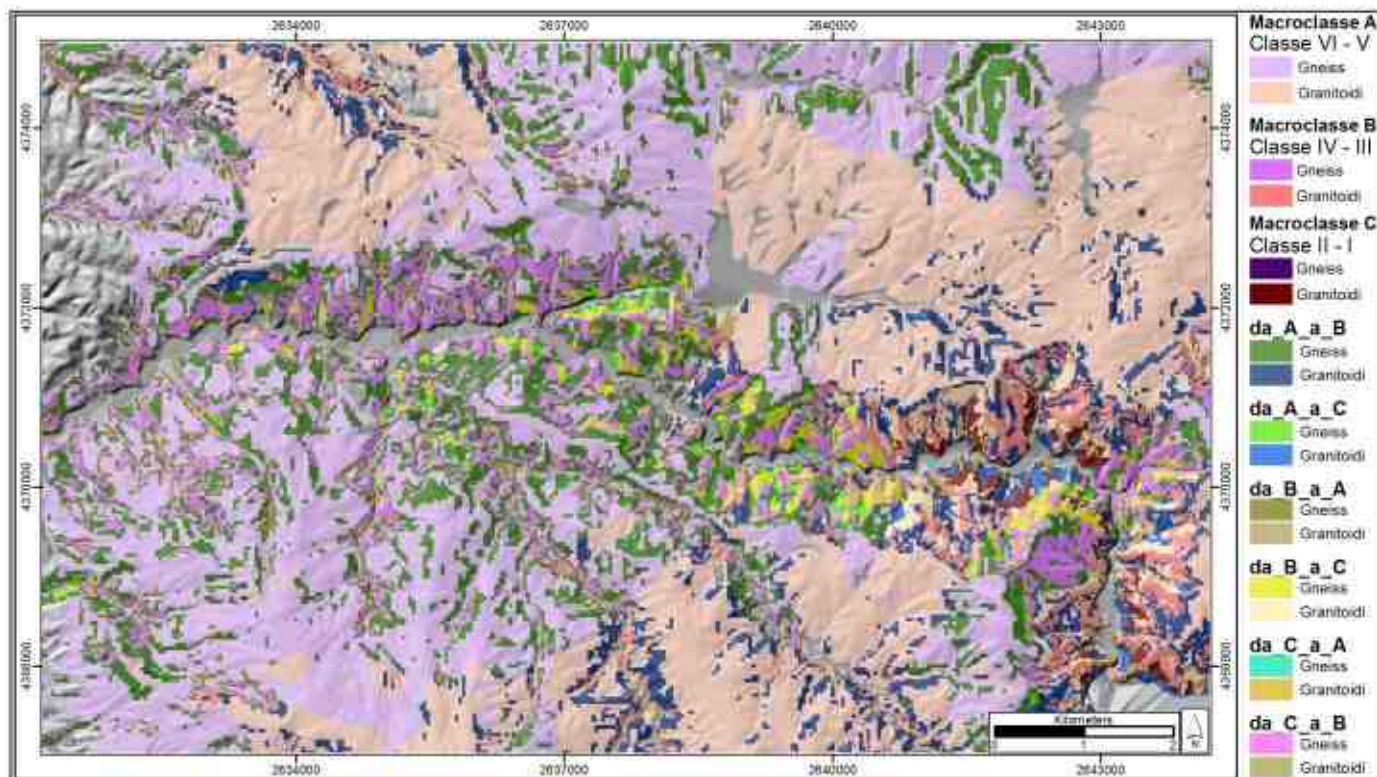 2634000 2637000 2640000 2643000
4374000 4374000
4372000 4372000
4370000 4370000
4368000 4368000
Kilometers
0 1 2
N
2634000 2637000 2640000 2643000
Macroclasse A
Classe VI - V
Gneiss
Granitoidi
Macroclasse B
Classe IV - III
Gneiss
Granitoidi
Macroclasse C
Classe II - I
Gneiss
Granitoidi
da_A_a_B
Gneiss
Granitoidi
da_A_a_C
Gneiss
Granitoidi
da_B_a_A
Gneiss
Granitoidi
da_B_a_C
Gneiss
Granitoidi
da_C_a_A
Gneiss
Granitoidi
da_C_a_B
Gneiss
Granitoidi